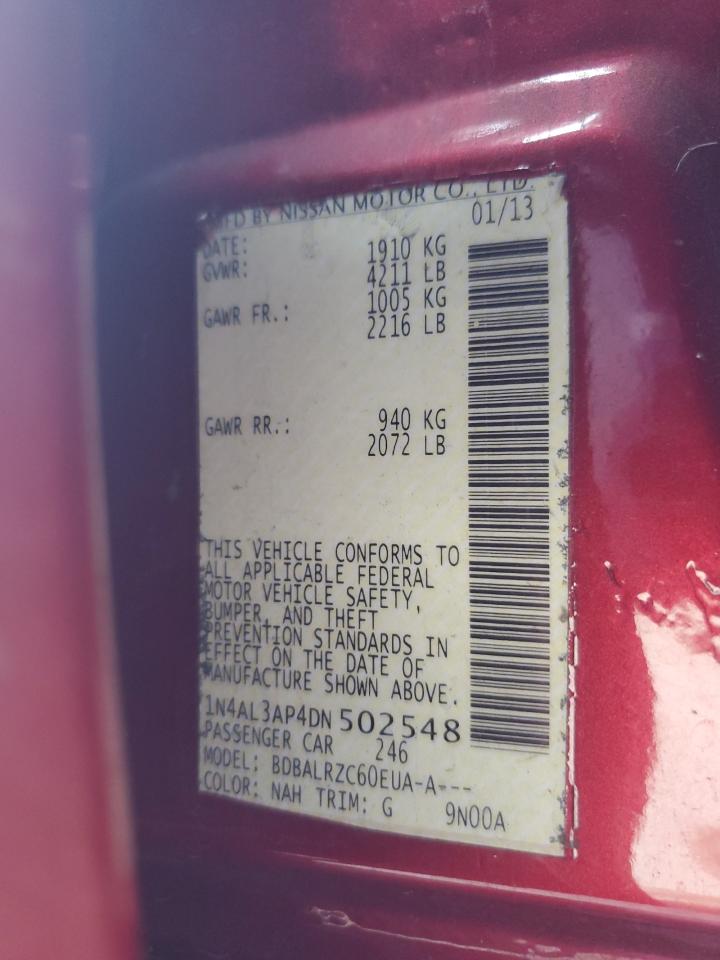 MFD BY NISSAN MOTOR CO., LTD.
DATE: 01/13
GVWR: 1910 KG
4211 LB
GAWR FR.: 1005 KG
2216 LB
GAWR RR.: 940 KG
2072 LB
THIS VEHICLE CONFORMS TO
ALL APPLICABLE FEDERAL
MOTOR VEHICLE SAFETY,
BUMPER, AND THEFT
PREVENTION STANDARDS IN
EFFECT ON THE DATE OF
MANUFACTURE SHOWN ABOVE.
1N4AL3AP4DN502548
PASSENGER CAR 246
MODEL: BDBALRZC60EUA-A---
COLOR: NAH TRIM: G 9N00A